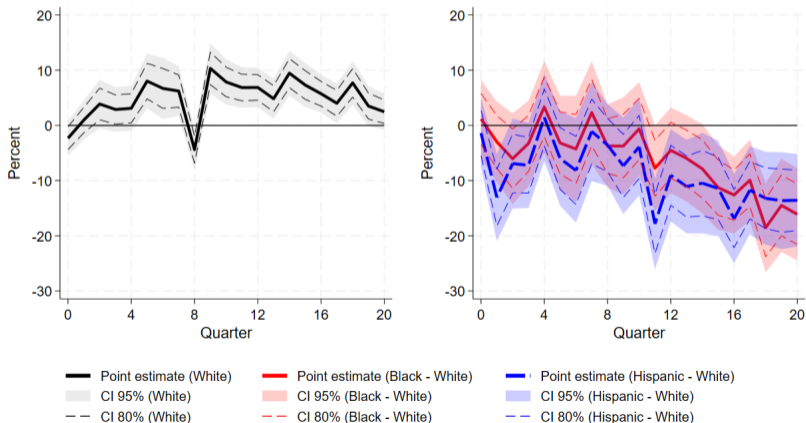 20
10
0
-10
-20
-30
Percent
0 4 8 12 16 20
Quarter
20
10
0
-10
-20
-30
Percent
0 4 8 12 16 20
Quarter
Point estimate (White) Point estimate (Black - White) Point estimate (Hispanic - White)
CI 95% (White) CI 95% (Black - White) CI 95% (Hispanic - White)
CI 80% (White) CI 80% (Black - White) CI 80% (Hispanic - White)